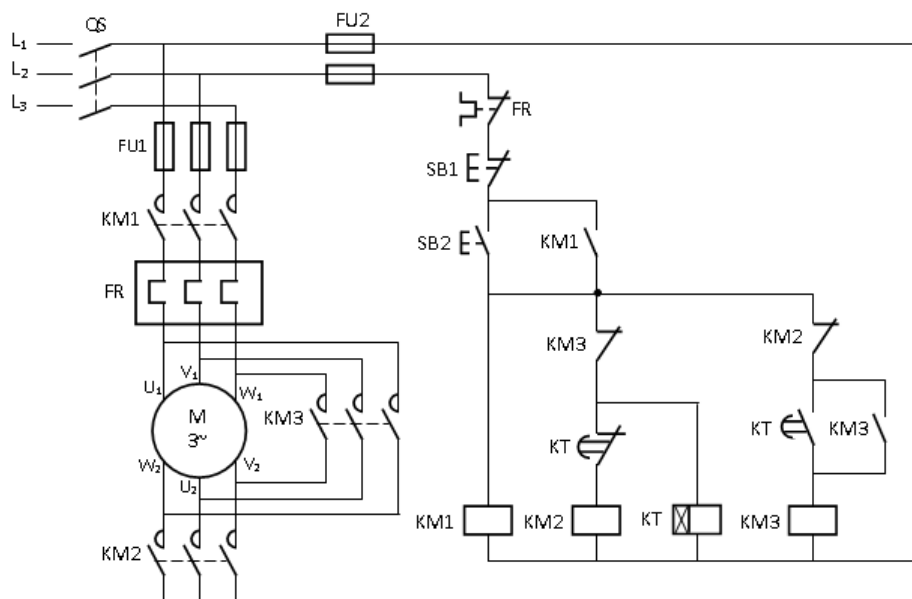 QS
FU2
L₁
L₂
L₃
FR
FU1
SB1
KM1
SB2
KM1
FR
KM3
KM2
V₁
U₁
W₁
M
3~
KM3
KT
KT
KM3
W₂
V₂
U₂
KM1
KM2
KT
KM3
KM2